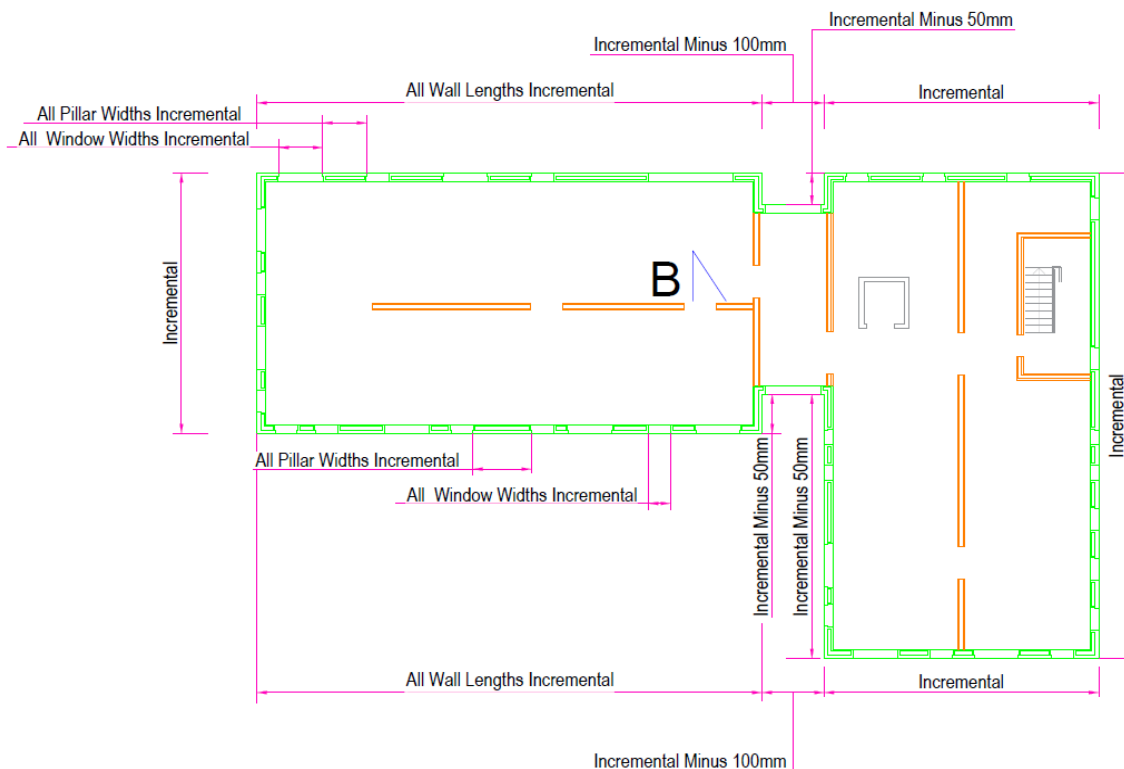 Incremental Minus 50mm
Incremental Minus 100mm
All Wall Lengths Incremental
Incremental
All Pillar Widths Incremental
All Window Widths Incremental
Incremental
B
Incremental
All Pillar Widths Incremental
All Window Widths Incremental
Incremental Minus 50mm
Incremental Minus 50mm
All Wall Lengths Incremental
Incremental
Incremental Minus 100mm